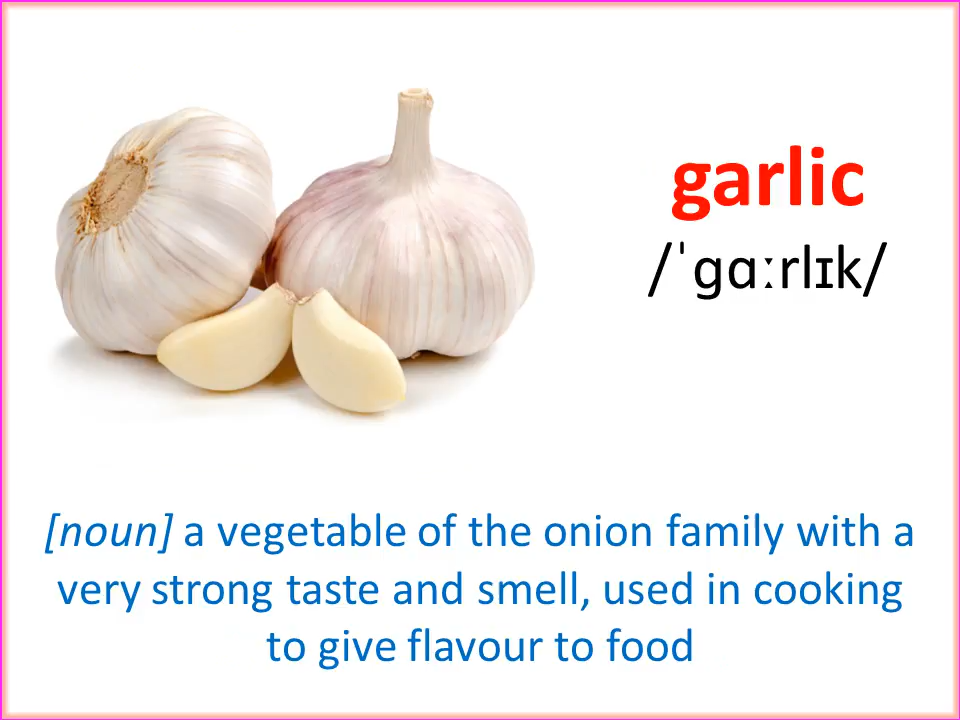 garlic
/ˈɡɑːrlɪk/
[noun] a vegetable of the onion family with a
very strong taste and smell, used in cooking
to give flavour to food